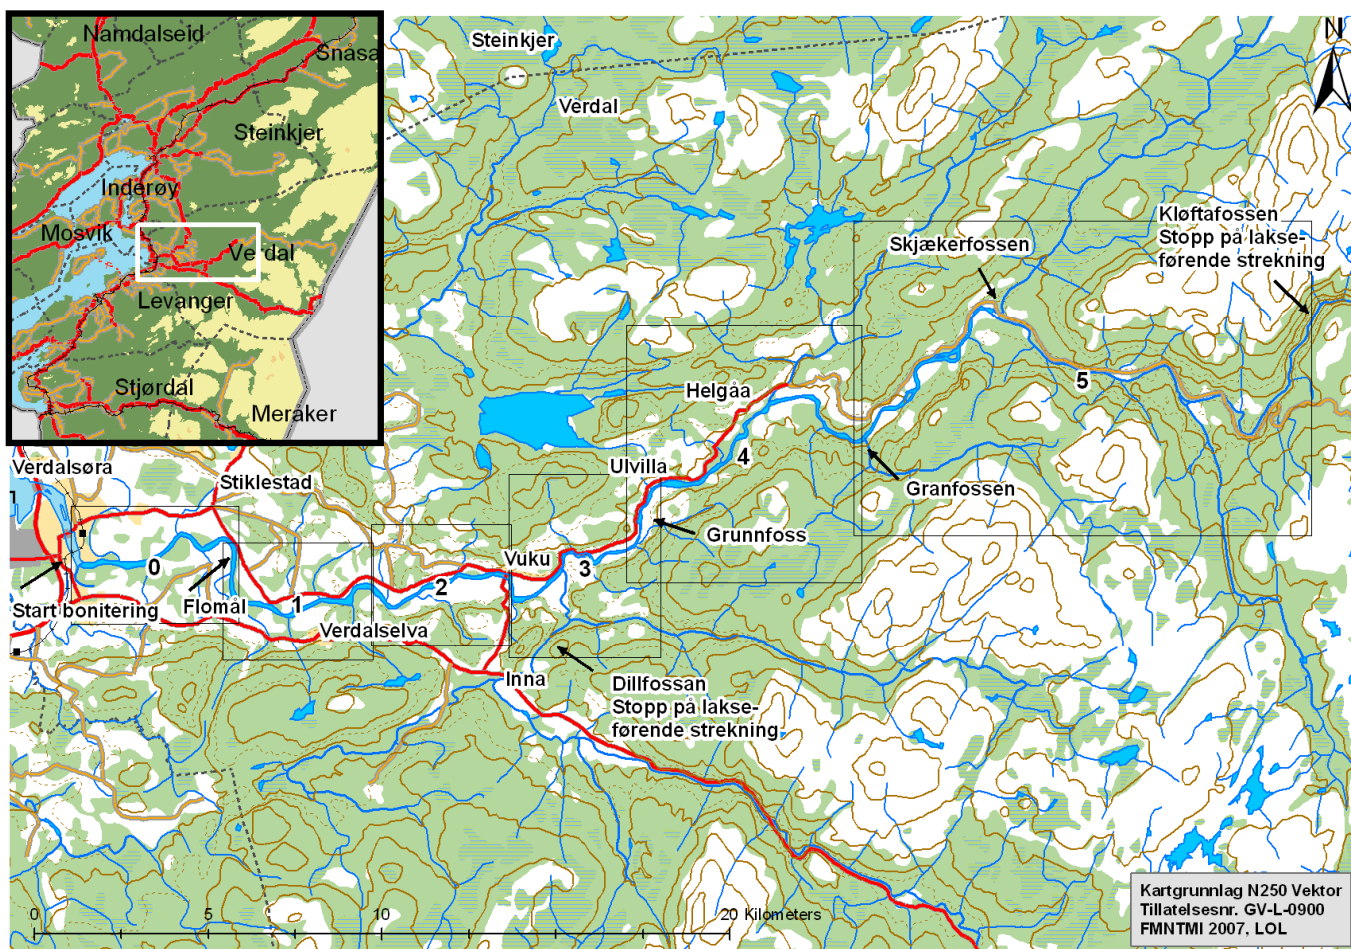 Namdalseid
Snåsa
Steinkjer
Inderøy
Mosvik
Verdal
Levanger
Stjørdal
Meråker
Steinkjer
Verdal
N
Kløftafossen
Stopp på lakse-
førende strekning
Skjækerfossen
5
Helgåa
4
Ulvilla
Granfossen
Grunnfoss
Verdalsøra
Stiklestad
Vuku
3
2
0
1
Start bonitering
Flomål
Verdalselva
Inna
Dillfossan
Stopp på lakse-
førende strekning
0 5 10 20 Kilometers
Kartgrunnlag N250 Vektor
Tillatelsesnr. GV-L-0900
FMNTMI 2007, LOL